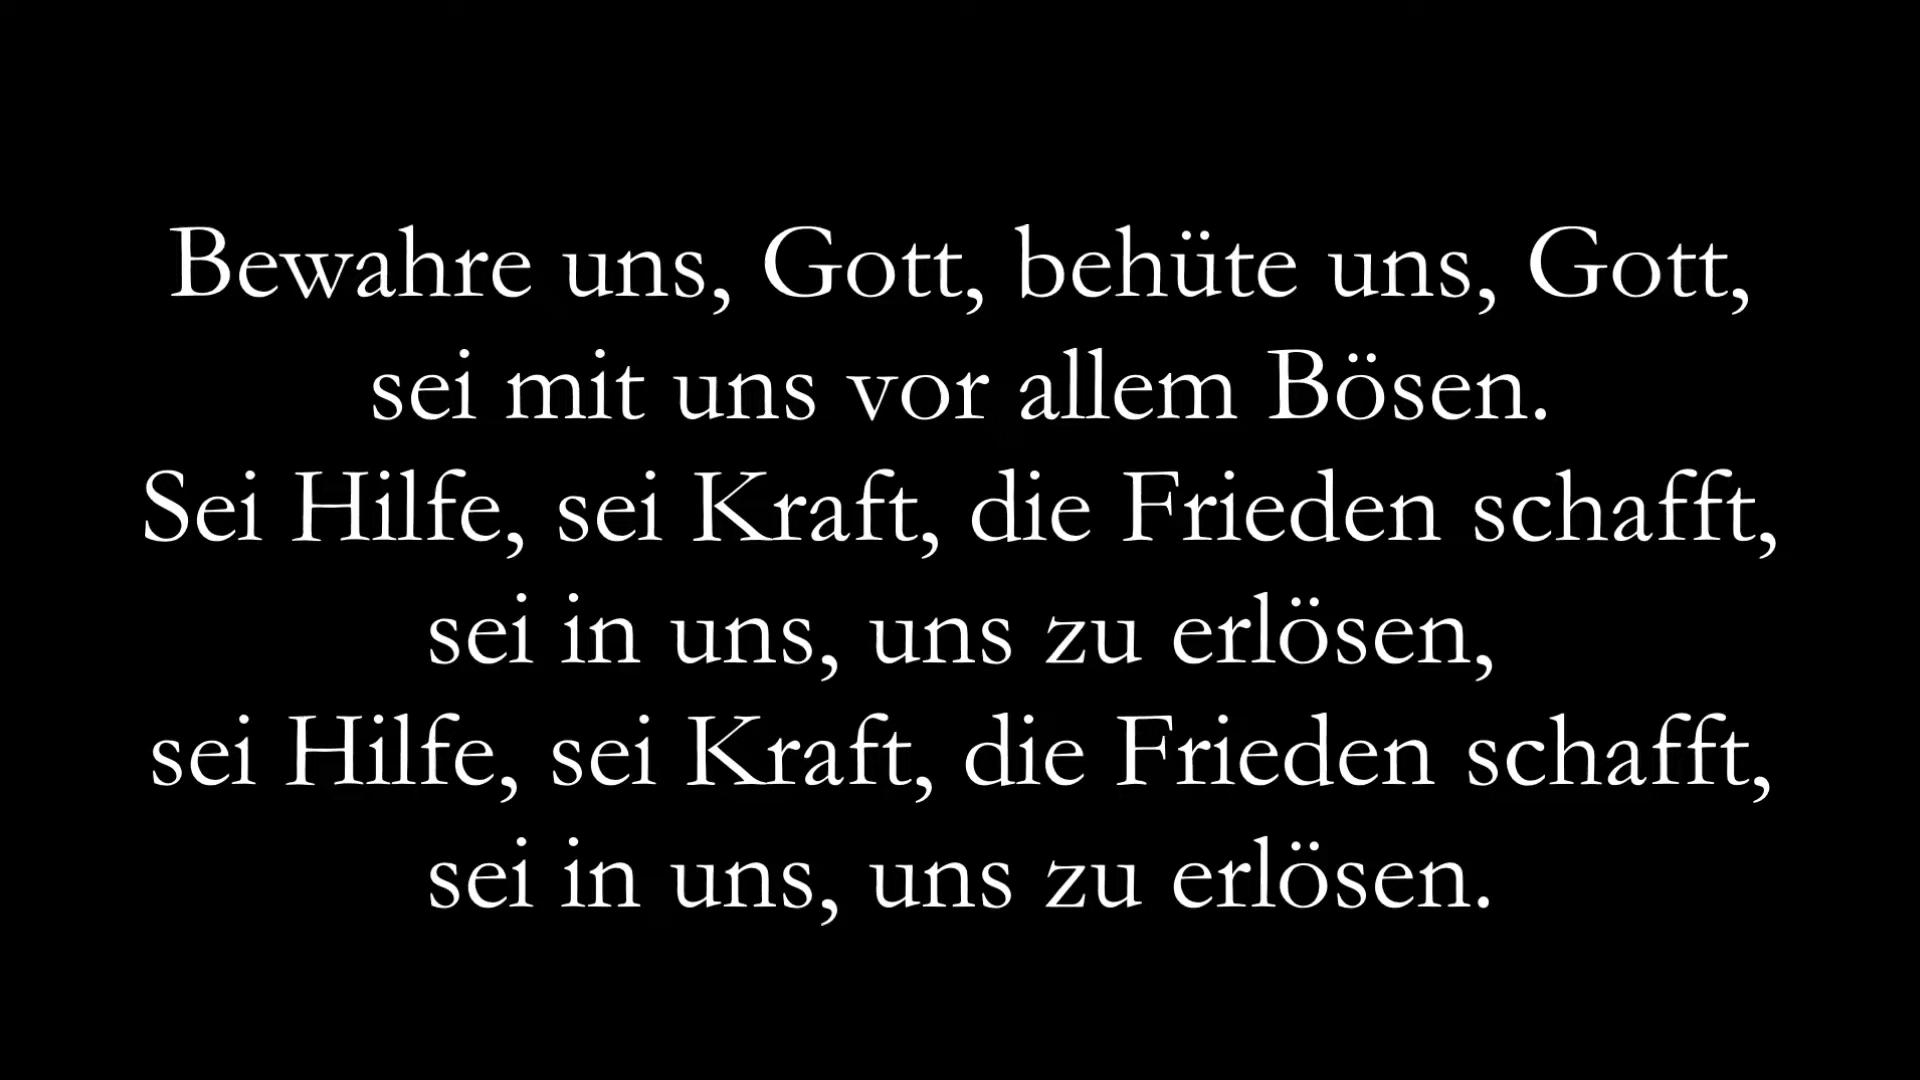 Bewahre uns, Gott, behüte uns, Gott,
sei mit uns vor allem Bösen.
Sei Hilfe, sei Kraft, die Frieden schafft,
sei in uns, uns zu erlösen,
sei Hilfe, sei Kraft, die Frieden schafft,
sei in uns, uns zu erlösen.